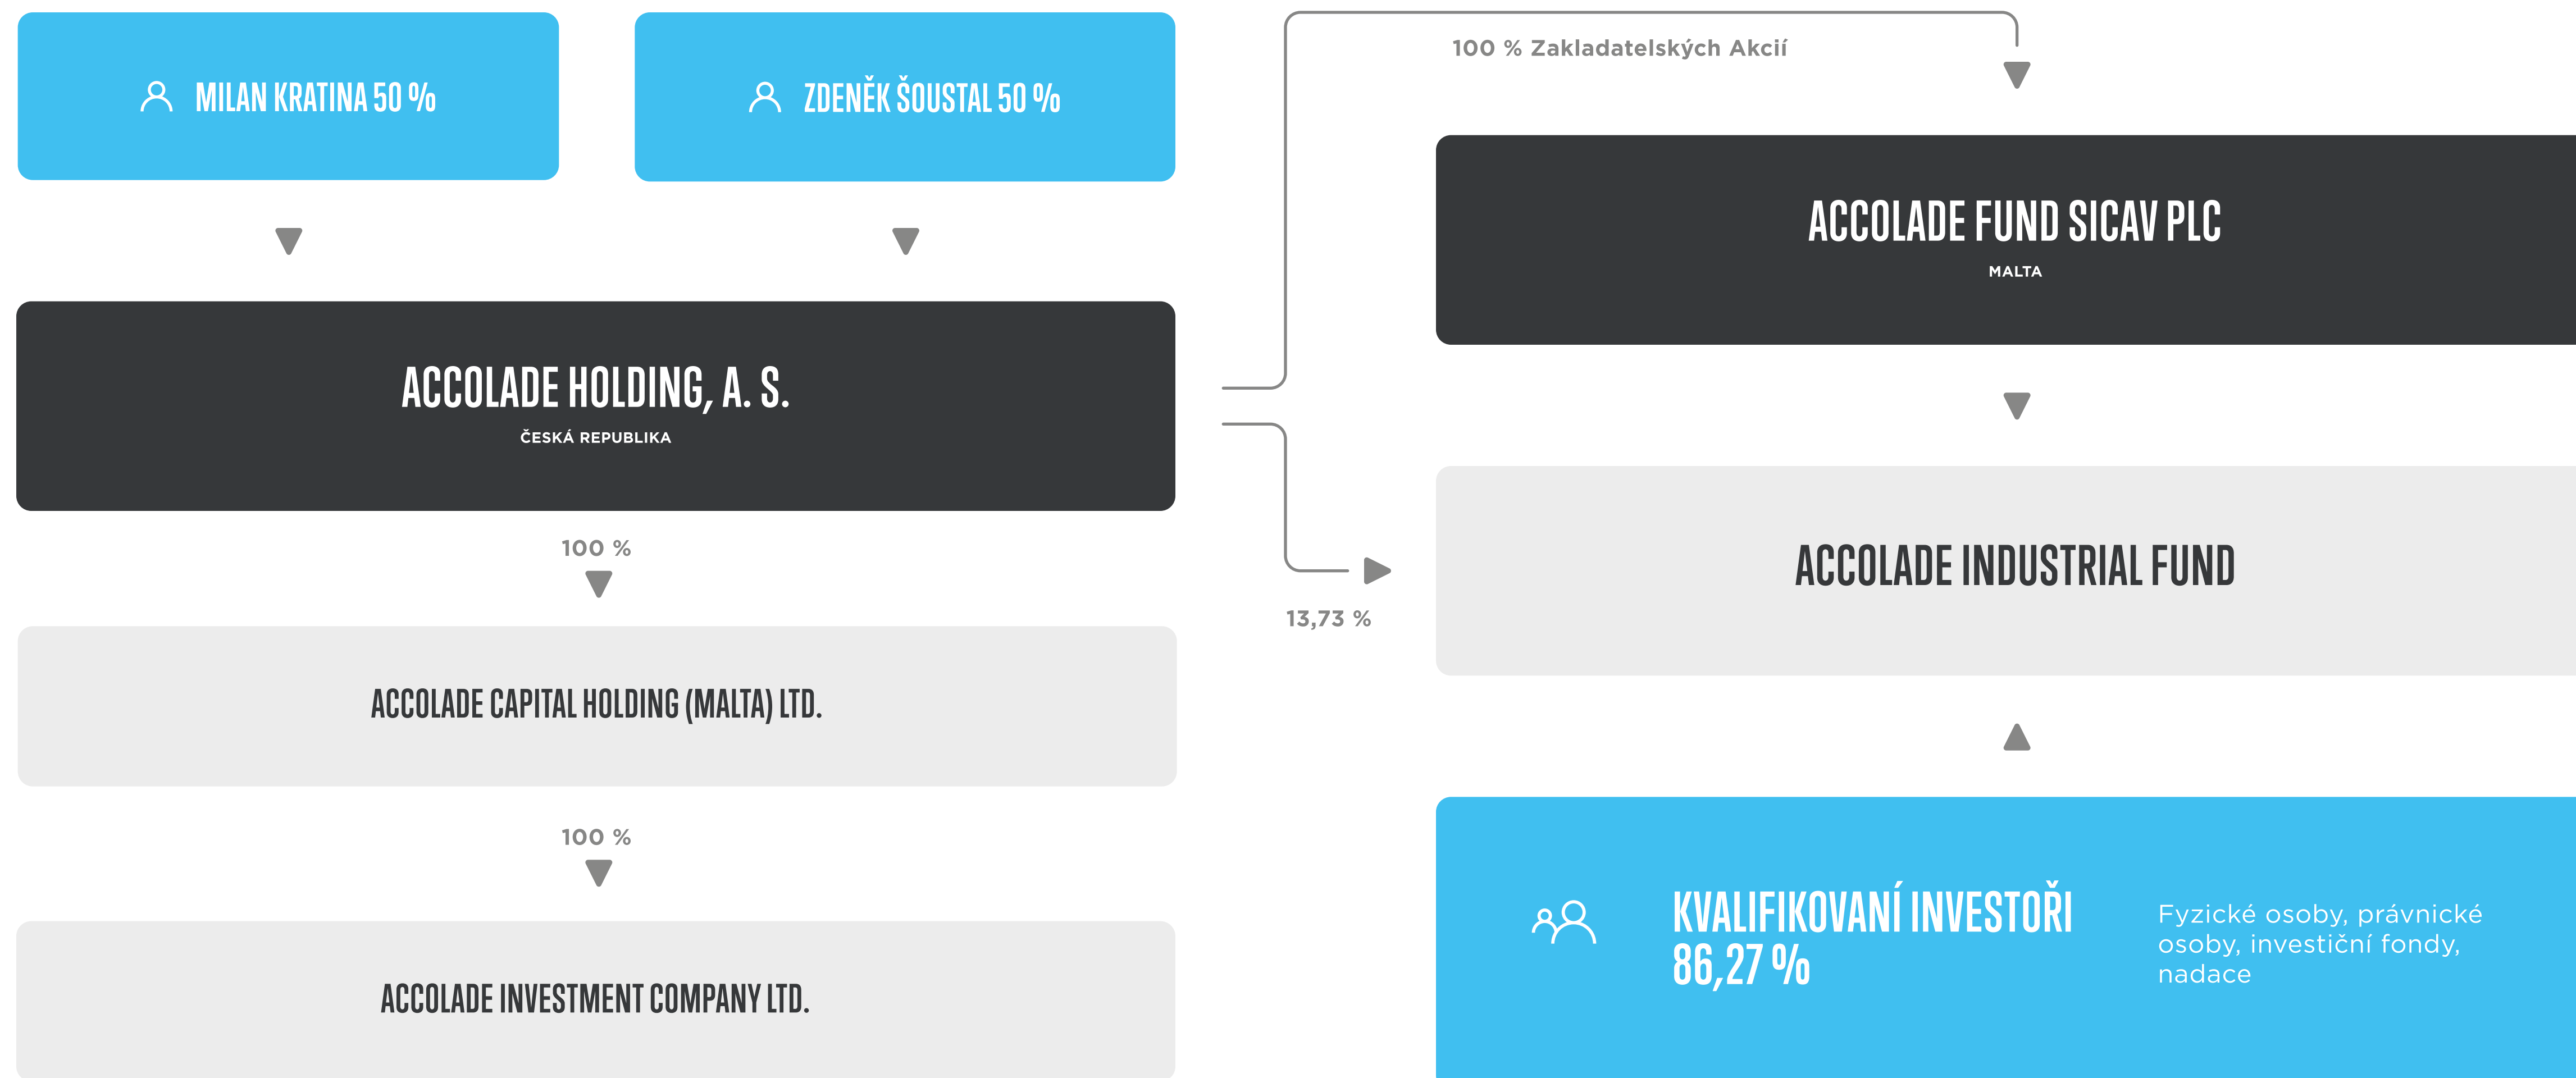 MILAN KRATINA 50 %
ZDENĚK ŠOUSTAL 50 %
ACCOLADE HOLDING, A. S.
ČESKÁ REPUBLIKA
100 %
ACCOLADE CAPITAL HOLDING (MALTA) LTD.
100 %
ACCOLADE INVESTMENT COMPANY LTD.
100 % Zakladatelských Akcií
ACCOLADE FUND SICAV PLC
MALTA
13,73 %
ACCOLADE INDUSTRIAL FUND
KVALIFIKOVANÍ INVESTOŘI
86,27 %
Fyzické osoby, právnické
osoby, investiční fondy,
nadace